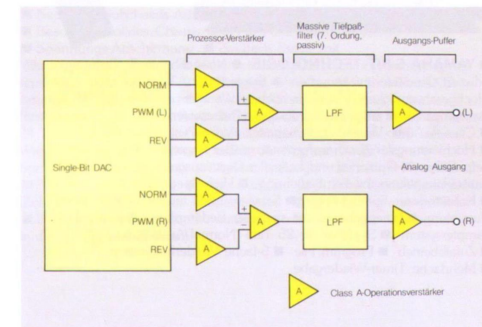 Prozessor-Verstärker
Massive Tiefpaß-
filter (7. Ordung,
passiv)
Ausgangs-Puffer
Single-Bit DAC
NORM
A
PWM (L)
+
−
A
LPF
A
(L)
REV
A
Analog Ausgang
NORM
A
PWM (R)
+
−
A
LPF
A
(R)
REV
A
A
Class A-Operationsverstärker